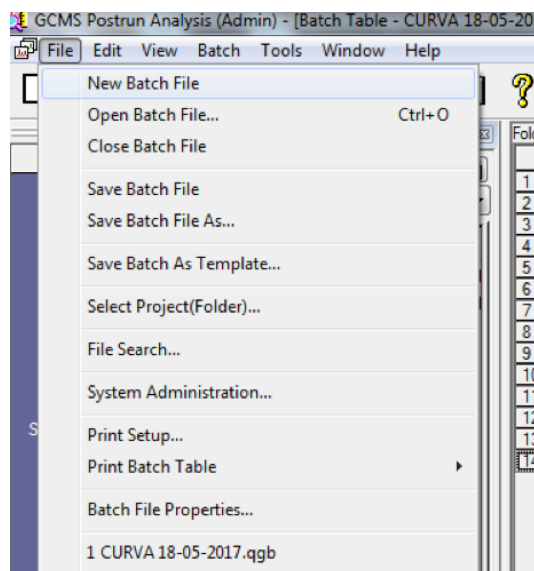 GCMS Postrun Analysis (Admin) - [Batch Table - CURVA 18-05-20
File Edit View Batch Tools Window Help
New Batch File
Open Batch File... Ctrl+O
Close Batch File
Save Batch File
Save Batch File As...
Save Batch As Template...
Select Project(Folder)...
File Search...
System Administration...
Print Setup...
Print Batch Table
Batch File Properties...
1 CURVA 18-05-2017.qgb
Fol
1
2
3
4
5
6
7
8
9
10
11
12
13
14
S